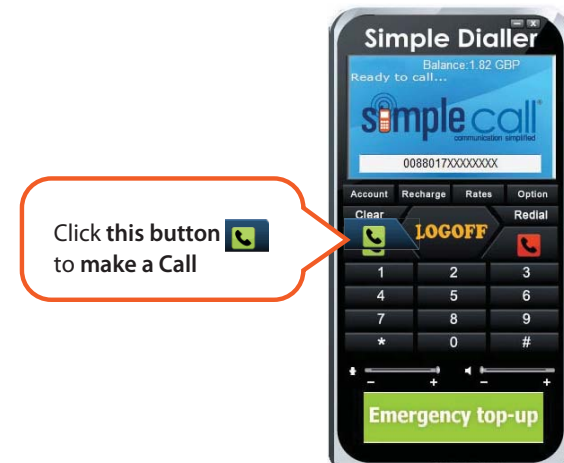 Simple Dialler
Balance:1.82 GBP
Ready to call...
simple call
communication simplified
0088017XXXXXXX
Account Recharge Rates Option
Clear LOGOFF Redial
Click this button
to make a Call
1 2 3
4 5 6
7 8 9
* 0 #
- + - +
Emergency top-up